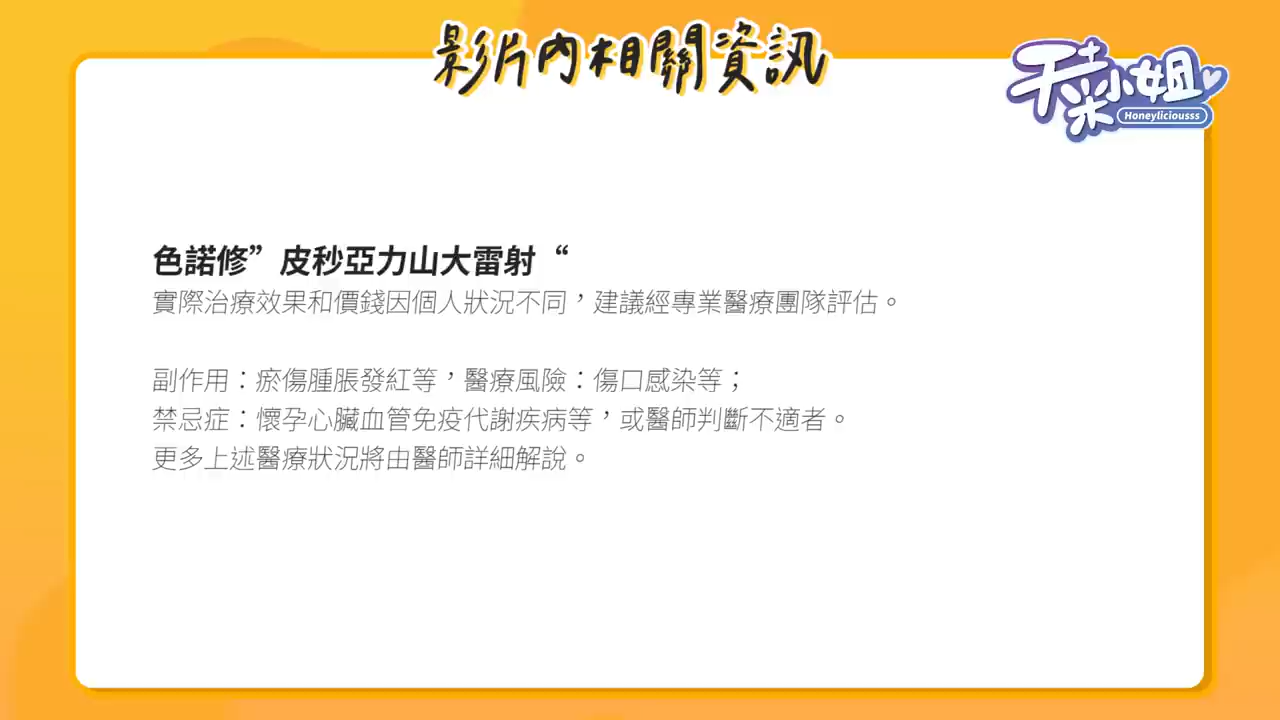 影片內相關資訊
千菜小姐
Honeyliciousss
色諾修”皮秒亞力山大雷射“
實際治療效果和價錢因個人狀況不同，建議經專業醫療團隊評估。
副作用：瘀傷腫脹發紅等，醫療風險：傷口感染等；
禁忌症：懷孕心臟血管免疫代謝疾病等，或醫師判斷不適者。
更多上述醫療狀況將由醫師詳細解說。